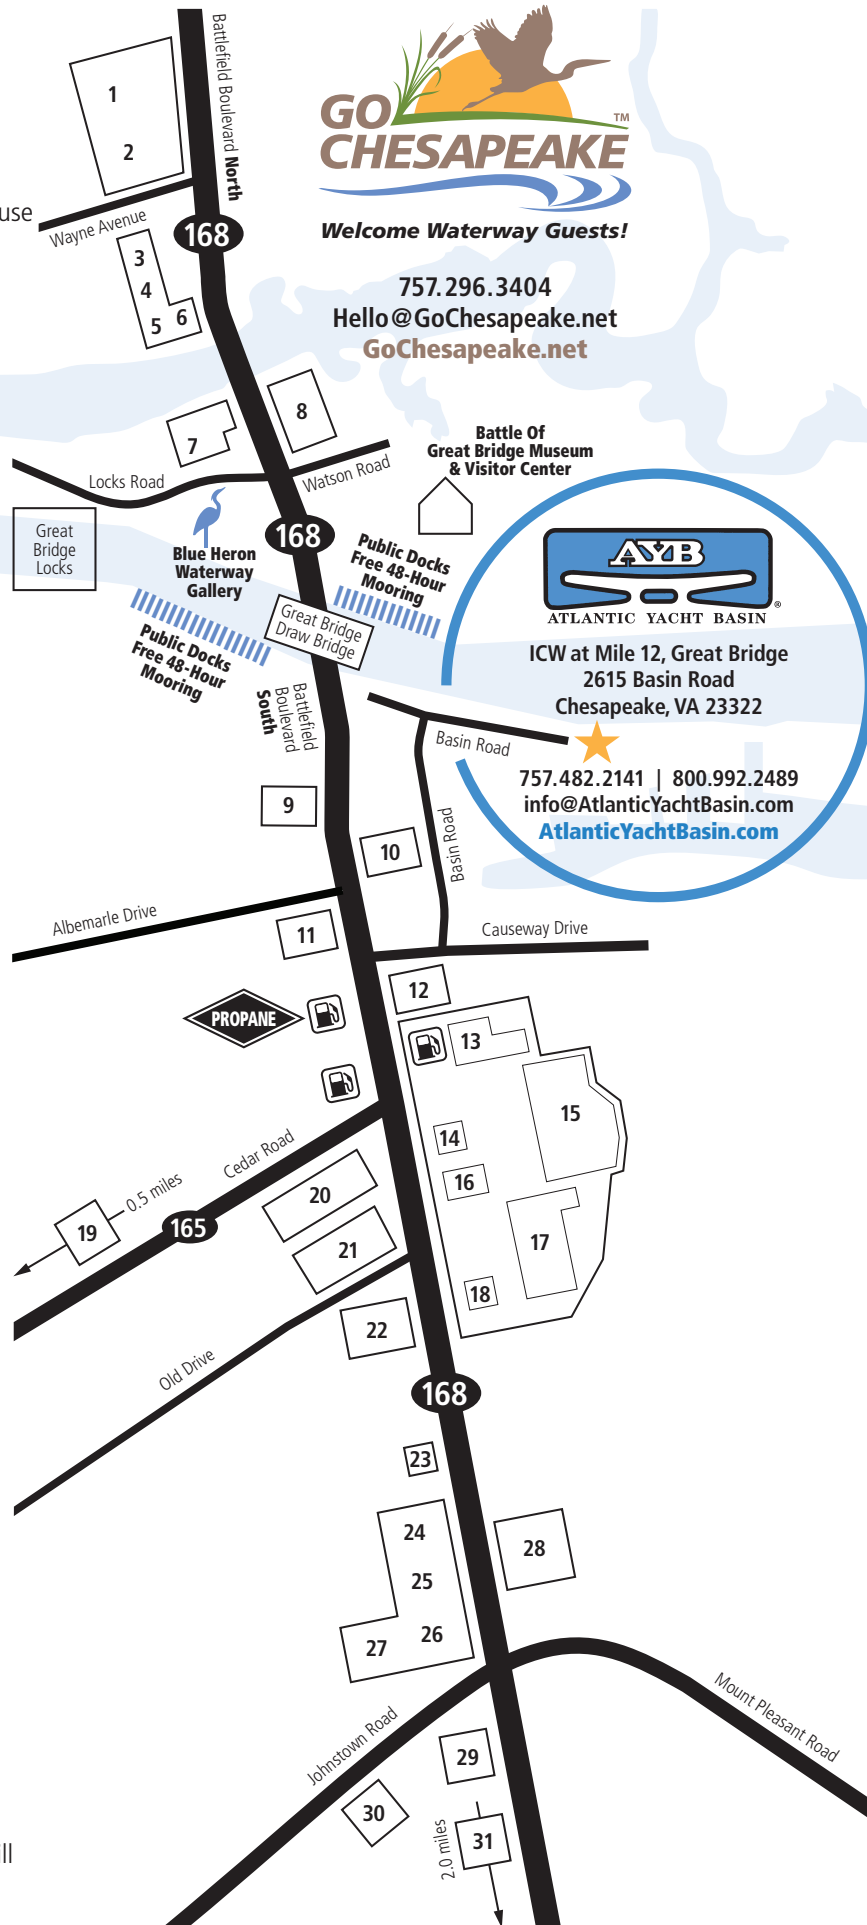 Battlefield Boulevard North
1
2
use
Wayne Avenue
168
3
4
5
6
GO
CHESAPEAKE
™
Welcome Waterway Guests!
757.296.3404
Hello@GoChesapeake.net
GoChesapeake.net
7
8
Locks Road
Watson Road
Battle Of
Great Bridge Museum
& Visitor Center
Great
Bridge
Locks
Blue Heron
Waterway
Gallery
168
Public Docks
Free 48-Hour
Mooring
Public Docks
Free 48-Hour
Mooring
Great Bridge
Draw Bridge
AYB
®
ATLANTIC YACHT BASIN
ICW at Mile 12, Great Bridge
2615 Basin Road
Chesapeake, VA 23322
757.482.2141 | 800.992.2489
info@AtlanticYachtBasin.com
AtlanticYachtBasin.com
Battlefield
Boulevard
South
Basin Road
Basin Road
9
10
Albemarle Drive
11
Causeway Drive
12
PROPANE
13
14
15
16
17
18
Cedar Road
0.5 miles
19
165
20
21
22
Old Drive
168
23
24
25
26
27
28
Johnstown Road
Mount Pleasant Road
29
30
2.0 miles
31
ill